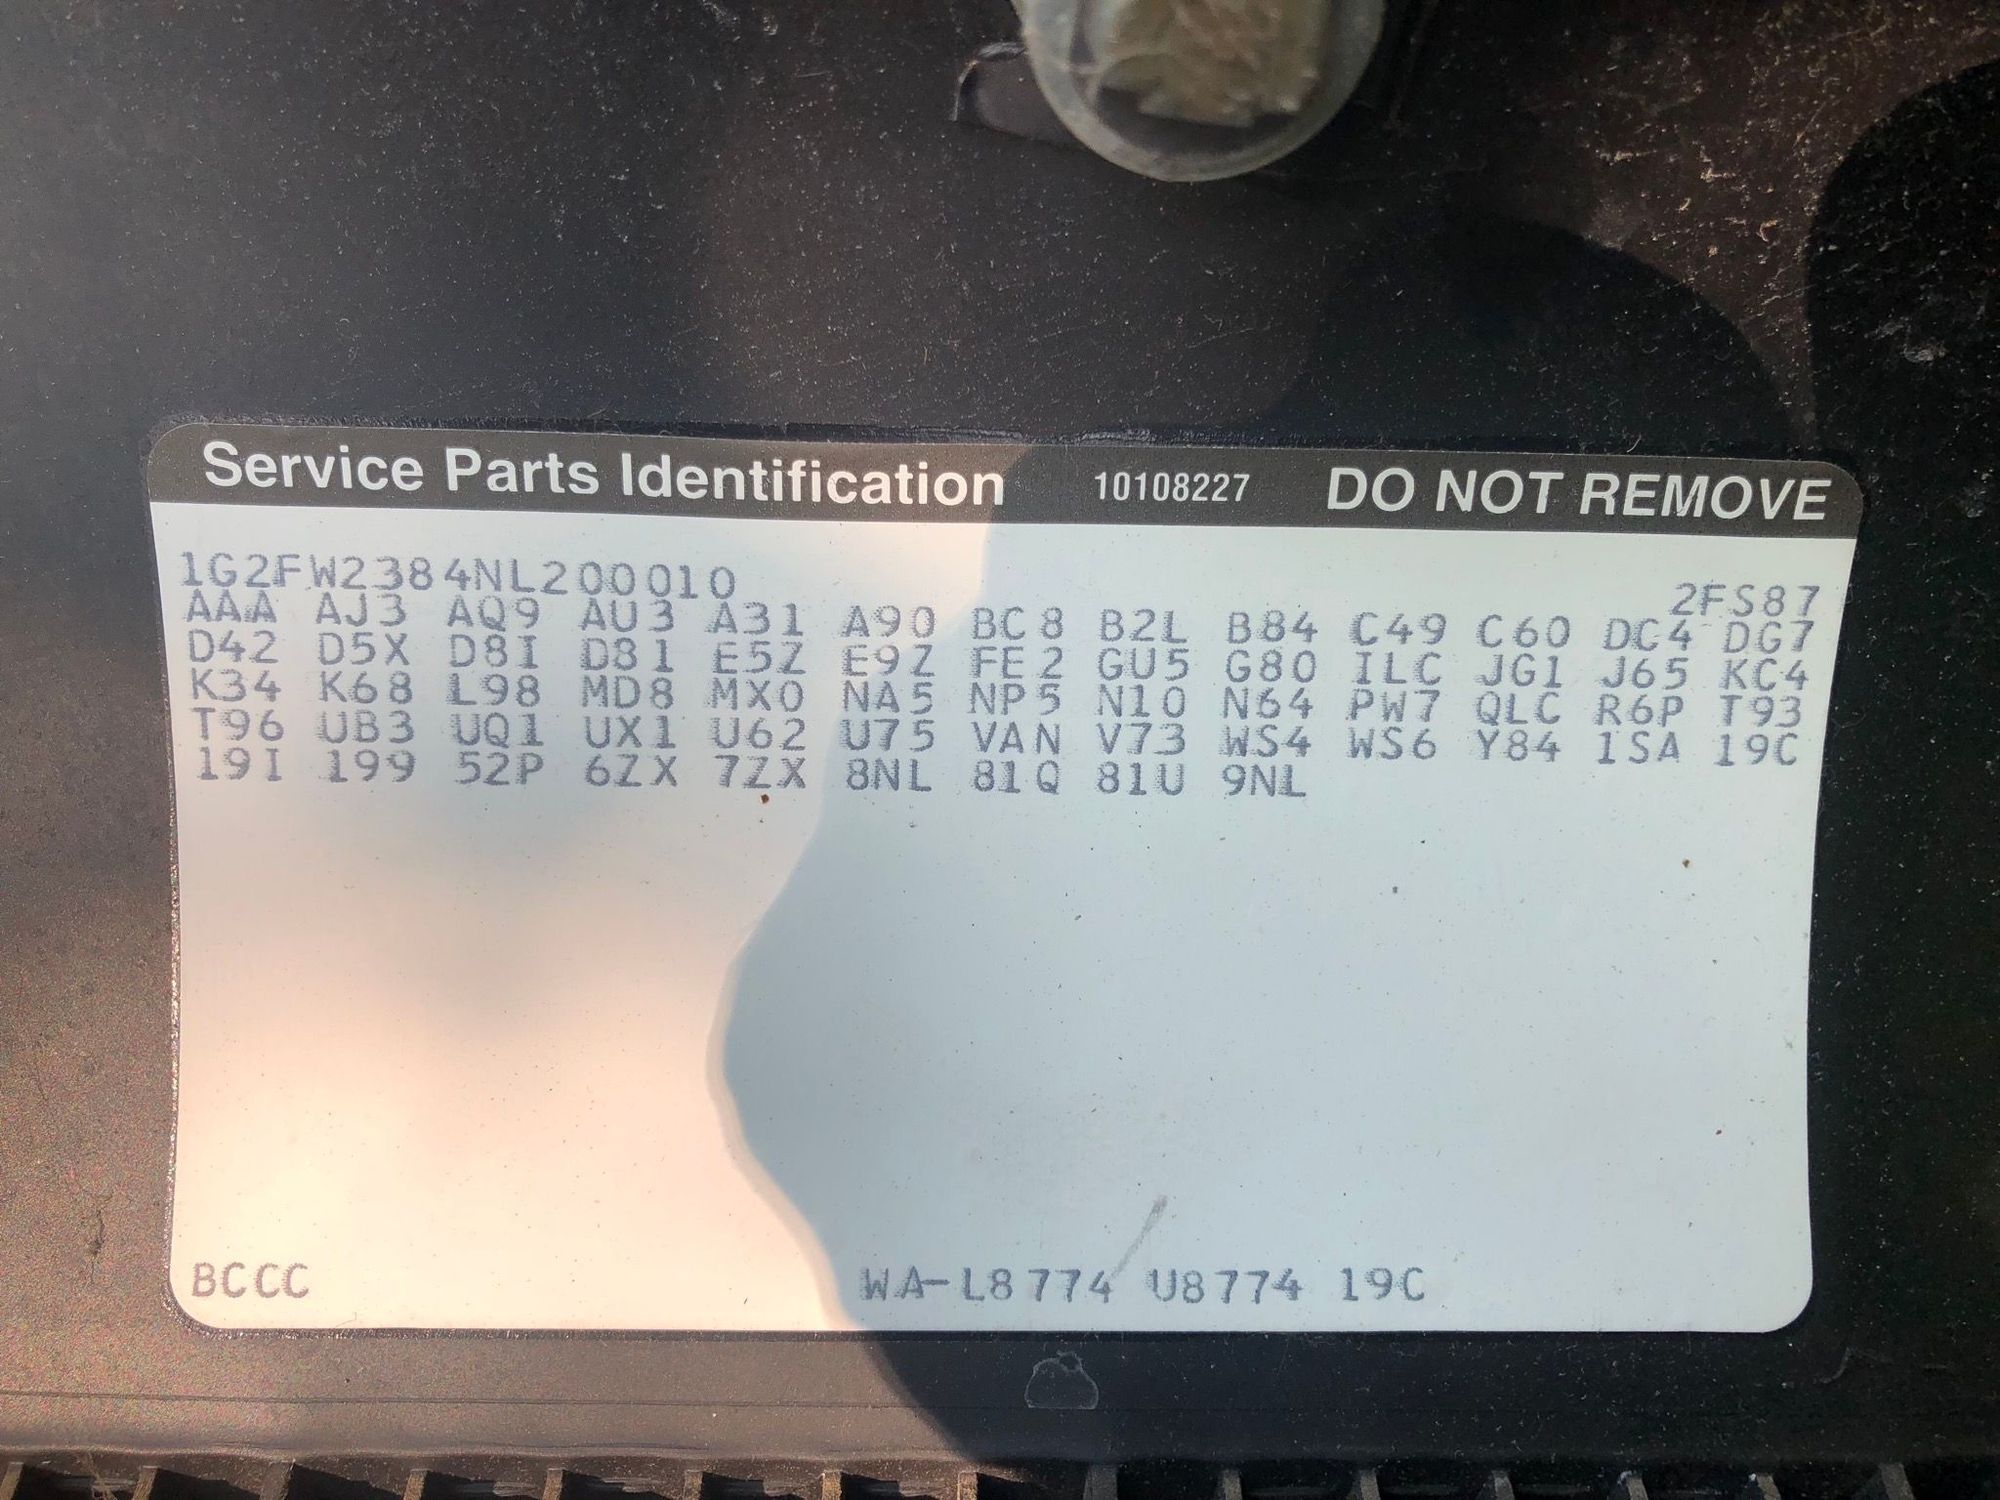 Service Parts Identification 10108227 DO NOT REMOVE
1G2FW2384NL200010 2FS87
AAA AJ3 AQ9 AU3 A31 A90 BC8 B2L B84 C49 C60 DC4 DG7
D42 D5X D8I D81 E5Z E9Z FE2 GU5 G80 ILC JG1 J65 KC4
K34 K68 L98 MD8 MX0 NA5 NP5 N10 N64 PW7 QLC R6P T93
T96 UB3 UQ1 UX1 U62 U75 VAN V73 WS4 WS6 Y84 1SA 19C
19I 199 52P 6ZX 7ZX 8NL 81Q 81U 9NL
BCCC WA-L8774 U8774 19C